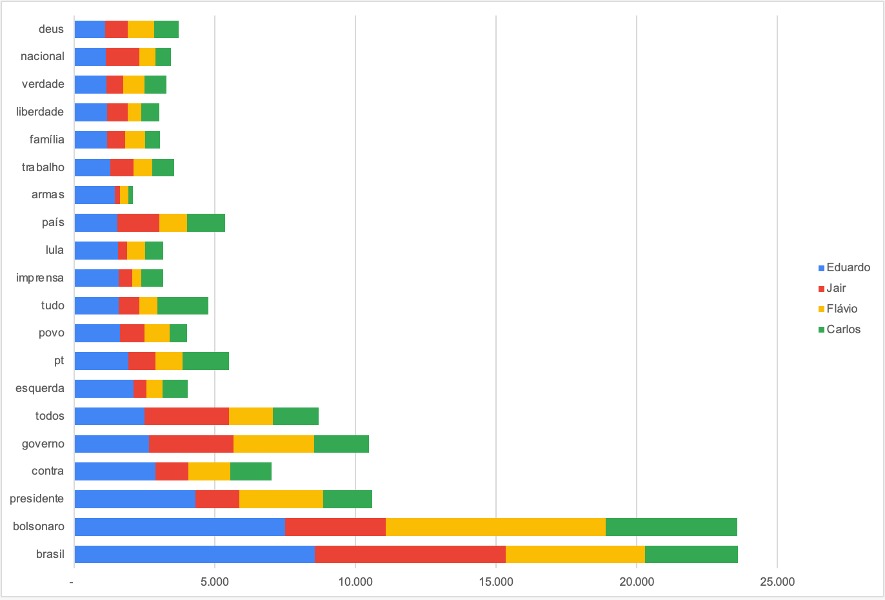 deus
nacional
verdade
liberdade
família
trabalho
armas
país
lula
imprensa
tudo
povo
pt
esquerda
todos
governo
contra
presidente
bolsonaro
brasil
- 5.000 10.000 15.000 20.000 25.000
Eduardo
Jair
Flávio
Carlos